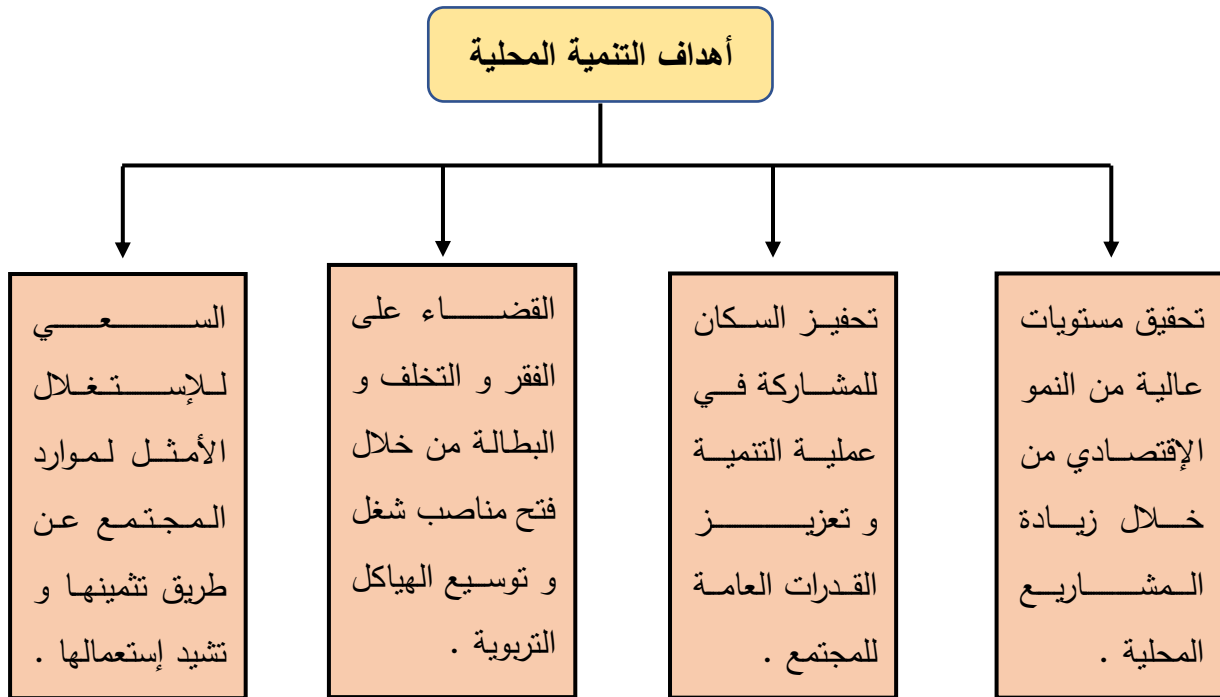 أهداف التنمية المحلية
تحقيق مستويات
عالية من النمو
الإقتصادي من
خلال زيادة
المشاريع
المحلية .
تحفيز السكان
للمشاركة في
عملية التنمية
و تعزيز
القدرات العامة
للمجتمع .
القضاء على
الفقر و التخلف و
البطالة من خلال
فتح مناصب شغل
و توسيع الهياكل
التربوية .
السعي
للإستغلال
الأمثل لموارد
المجتمع عن
طريق تثمينها و
تشيد إستعمالها .